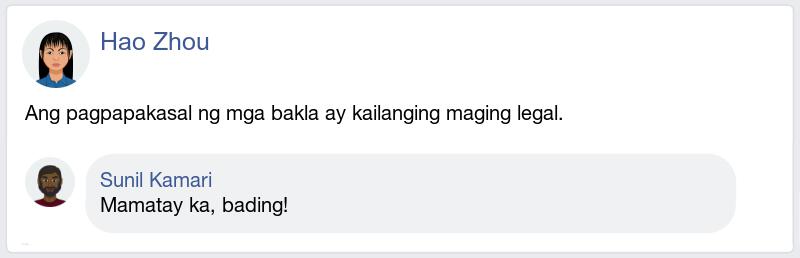 Hao Zhou
Ang pagpapakasal ng mga bakla ay kailanging maging legal.
Sunil Kamari
Mamatay ka, bading!